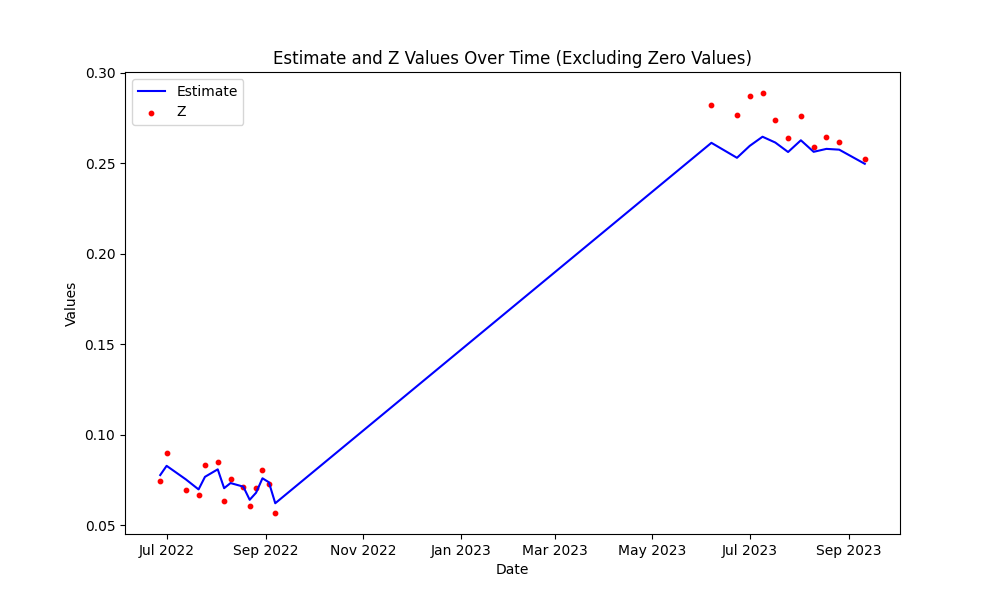 Estimate and Z Values Over Time (Excluding Zero Values)
Estimate
Z
Values
0.30
0.25
0.20
0.15
0.10
0.05
Jul 2022
Sep 2022
Nov 2022
Jan 2023
Mar 2023
May 2023
Jul 2023
Sep 2023
Date